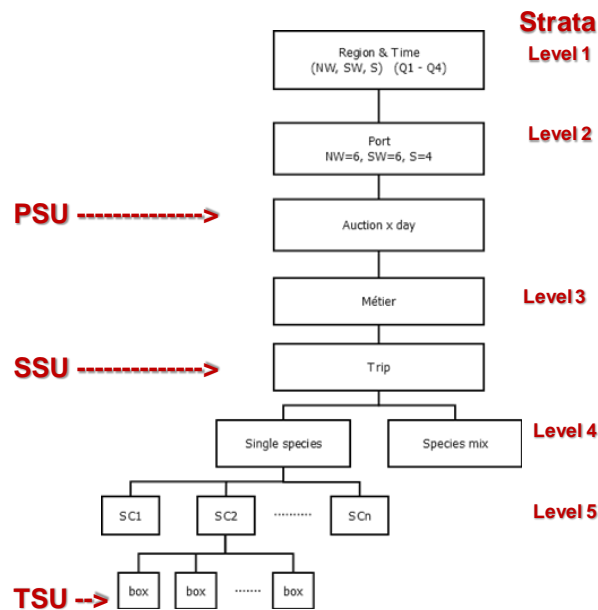 Strata
Region & Time
(NW, SW, S)   (Q1 - Q4)
Level 1
Port
NW=6, SW=6, S=4
Level 2
PSU -------------->
Auction x day
Métier
Level 3
SSU -------------->
Trip
Single species
Species mix
Level 4
SC1
SC2
..........
SCn
Level 5
TSU -->
box
box
.......
box